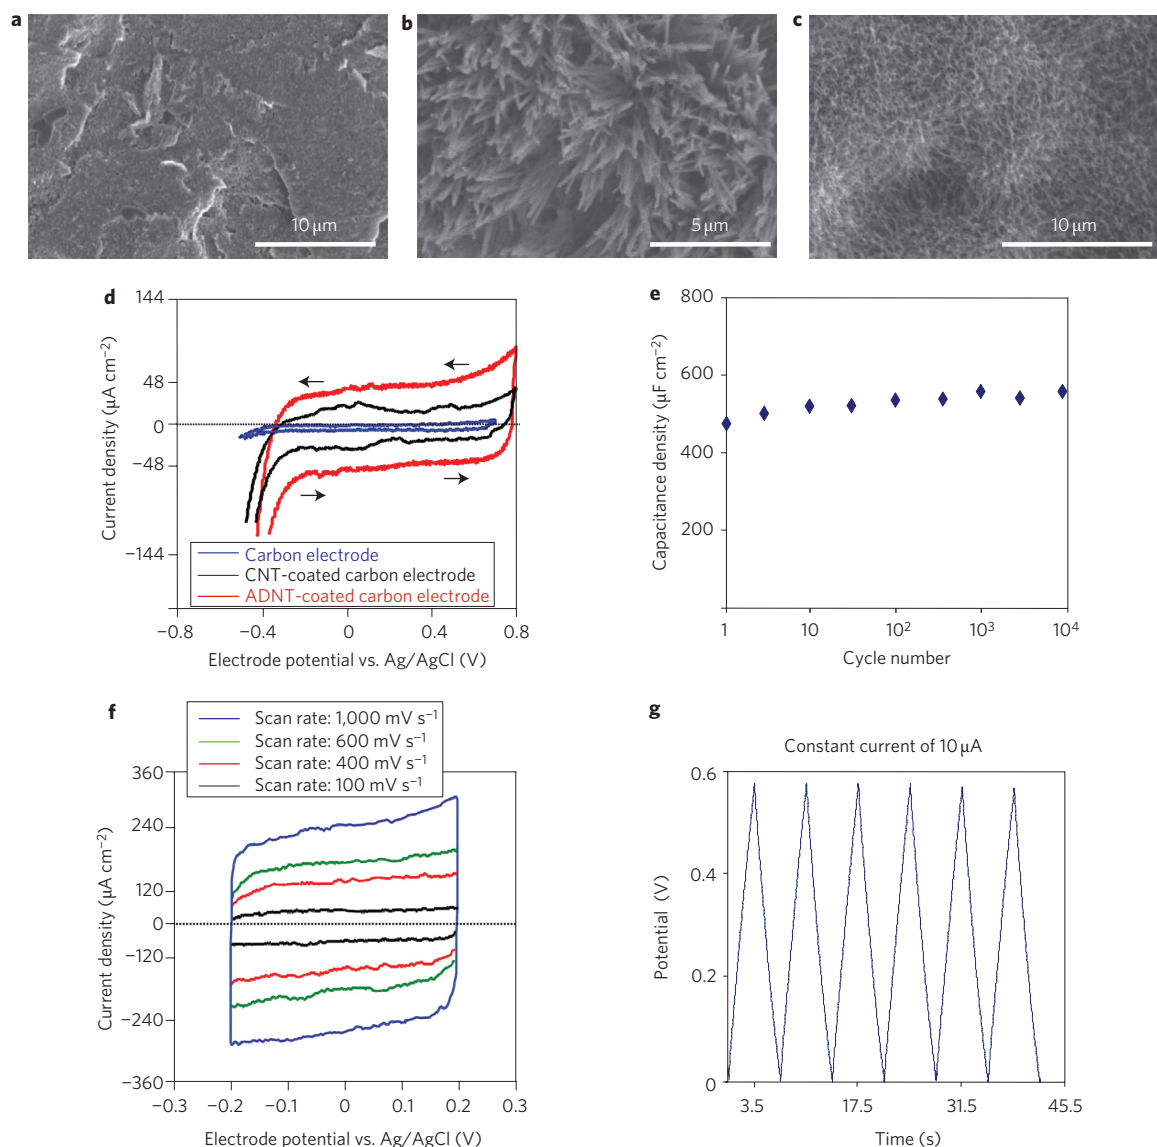 a
b
c
10 µm
5 µm
10 µm
d
144
48
0
−48
−144
Current density (µA cm⁻²)
Carbon electrode
CNT-coated carbon electrode
ADNT-coated carbon electrode
−0.8
−0.4
0
0.4
0.8
Electrode potential vs. Ag/AgCl (V)
e
800
600
400
200
Capacitance density (µF cm⁻²)
1
10
10²
10³
10⁴
Cycle number
f
Scan rate: 1,000 mV s⁻¹
Scan rate: 600 mV s⁻¹
Scan rate: 400 mV s⁻¹
Scan rate: 100 mV s⁻¹
360
240
120
0
−120
−240
−360
Current density (µA cm⁻²)
−0.3
−0.2
−0.1
0
0.1
0.2
0.3
Electrode potential vs. Ag/AgCl (V)
g
Constant current of 10 µA
0.6
0.4
0.2
0
Potential (V)
3.5
17.5
31.5
45.5
Time (s)